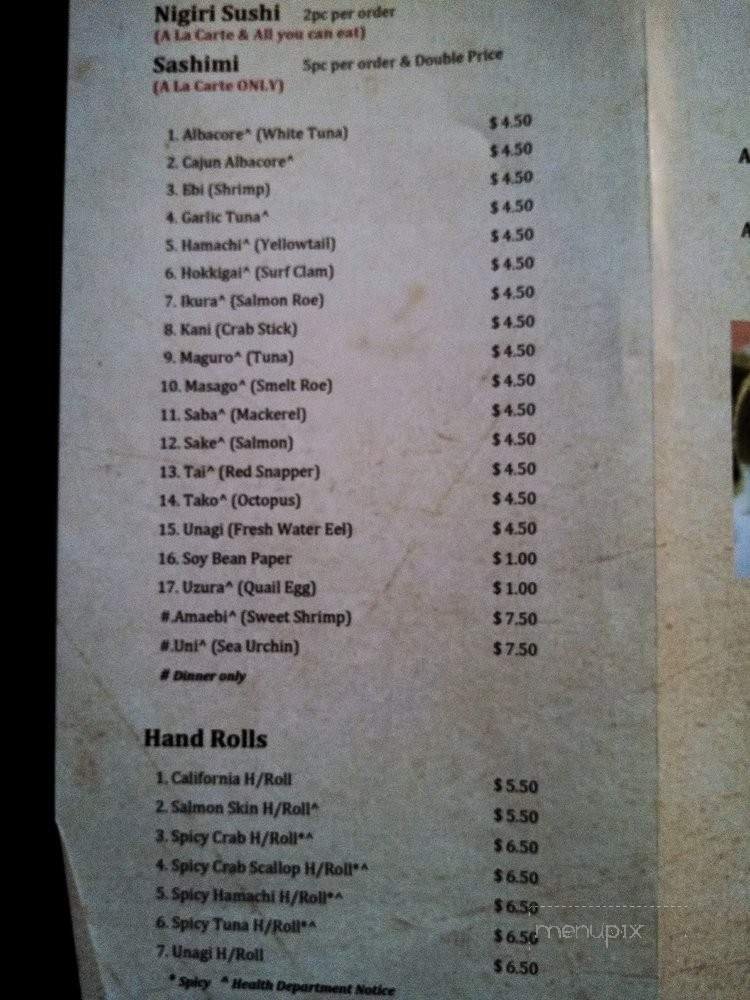 Nigiri Sushi 2pc per order
(A La Carte & All you can eat)
Sashimi 5pc per order & Double Price
(A La Carte ONLY)
1. Albacore^ (White Tuna) $ 4.50
2. Cajun Albacore^ $ 4.50
3. Ebi (Shrimp) $ 4.50
4. Garlic Tuna^ $ 4.50
5. Hamachi^ (Yellowtail) $ 4.50
6. Hokkigai^ (Surf Clam) $ 4.50
7. Ikura^ (Salmon Roe) $ 4.50
8. Kani (Crab Stick) $ 4.50
9. Maguro^ (Tuna) $ 4.50
10. Masago^ (Smelt Roe) $ 4.50
11. Saba^ (Mackerel) $ 4.50
12. Sake^ (Salmon) $ 4.50
13. Tai^ (Red Snapper) $ 4.50
14. Tako^ (Octopus) $ 4.50
15. Unagi (Fresh Water Eel) $ 4.50
16. Soy Bean Paper $ 1.00
17. Uzura^ (Quail Egg) $ 1.00
#.Amaebi^ (Sweet Shrimp) $ 7.50
#.Uni^ (Sea Urchin) $ 7.50
# Dinner only
Hand Rolls
1. California H/Roll $ 5.50
2. Salmon Skin H/Roll^ $ 5.50
3. Spicy Crab H/Roll*^ $ 6.50
4. Spicy Crab Scallop H/Roll*^ $ 6.50
5. Spicy Hamachi H/Roll*^ $ 6.50
6. Spicy Tuna H/Roll*^ $ 6.50
7. Unagi H/Roll $ 6.50
* Spicy ^ Health Department Notice
menupix
A
A